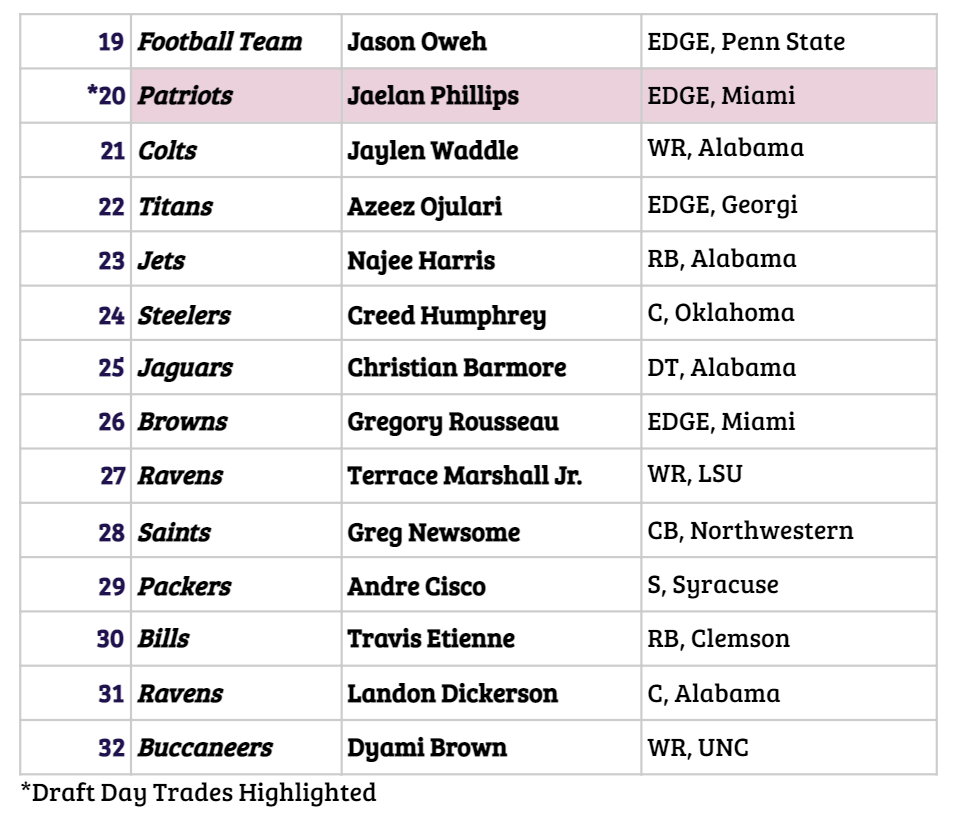 19 Football Team Jason Oweh EDGE, Penn State
*20 Patriots Jaelan Phillips EDGE, Miami
21 Colts Jaylen Waddle WR, Alabama
22 Titans Azeez Ojulari EDGE, Georgi
23 Jets Najee Harris RB, Alabama
24 Steelers Creed Humphrey C, Oklahoma
25 Jaguars Christian Barmore DT, Alabama
26 Browns Gregory Rousseau EDGE, Miami
27 Ravens Terrace Marshall Jr. WR, LSU
28 Saints Greg Newsome CB, Northwestern
29 Packers Andre Cisco S, Syracuse
30 Bills Travis Etienne RB, Clemson
31 Ravens Landon Dickerson C, Alabama
32 Buccaneers Dyami Brown WR, UNC
*Draft Day Trades Highlighted